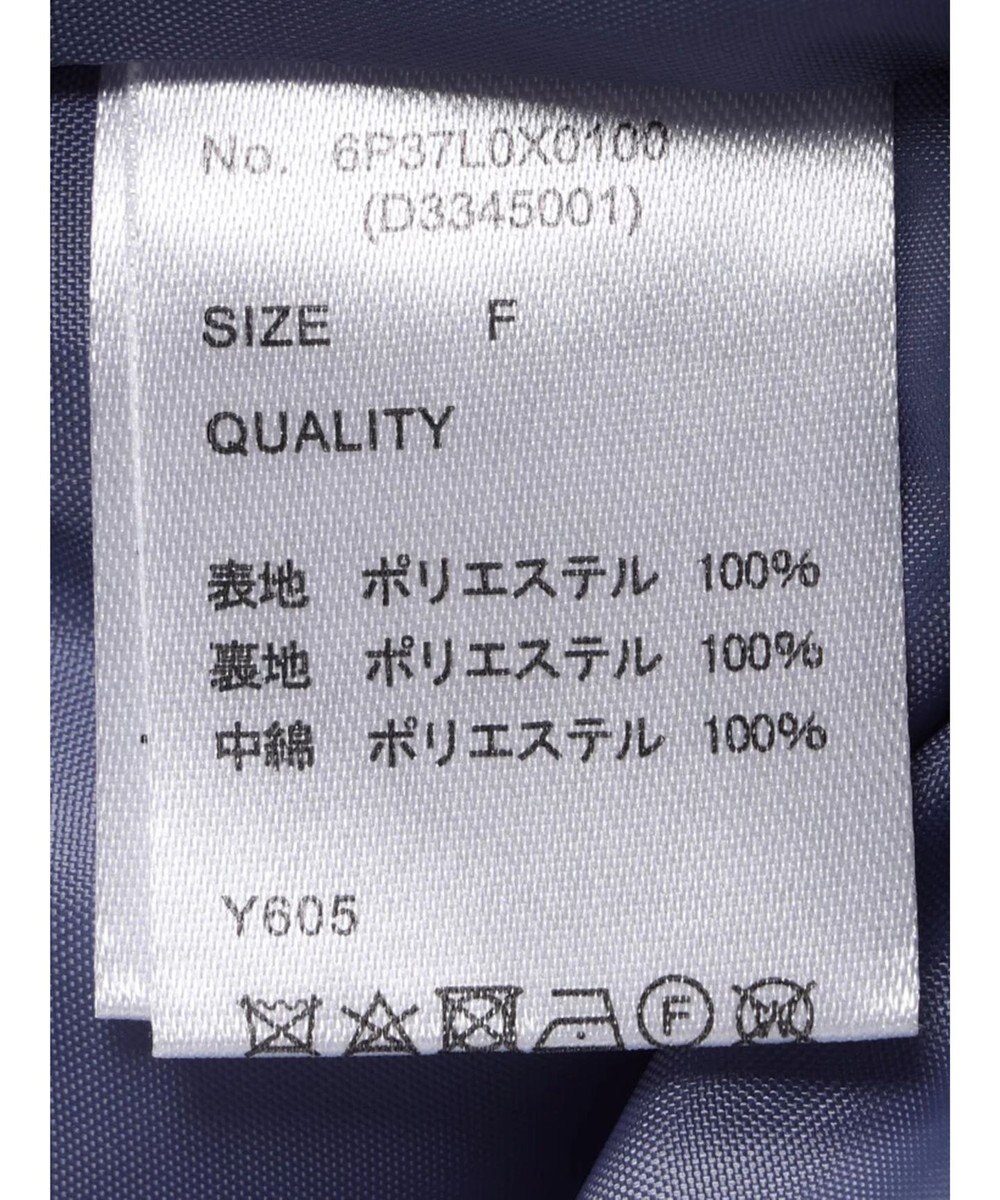 No. 6P37L0X0100
(D3345001)
SIZE F
QUALITY
表地 ポリエステル 100%
裏地 ポリエステル 100%
中綿 ポリエステル 100%
Y605
F
W